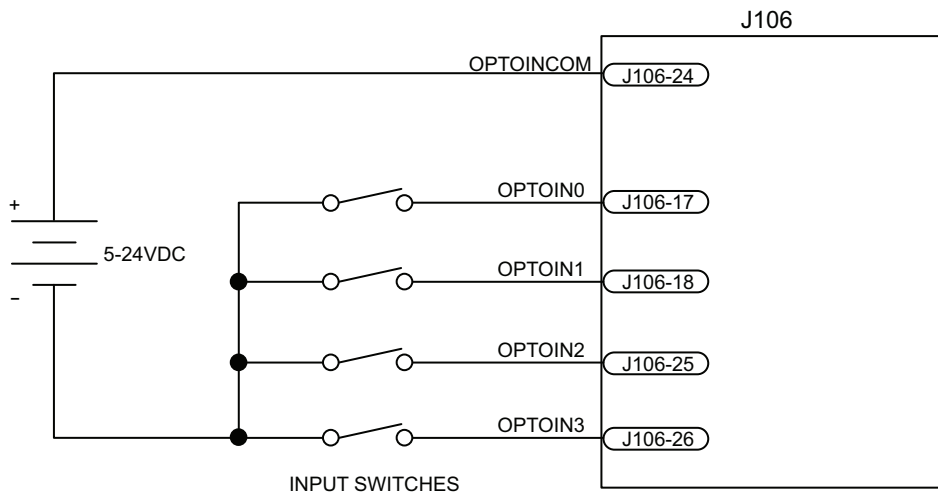 J106
OPTOINCOM
J106-24
OPTOIN0
J106-17
+
5-24VDC
OPTOIN1
J106-18
−
OPTOIN2
J106-25
OPTOIN3
J106-26
INPUT SWITCHES